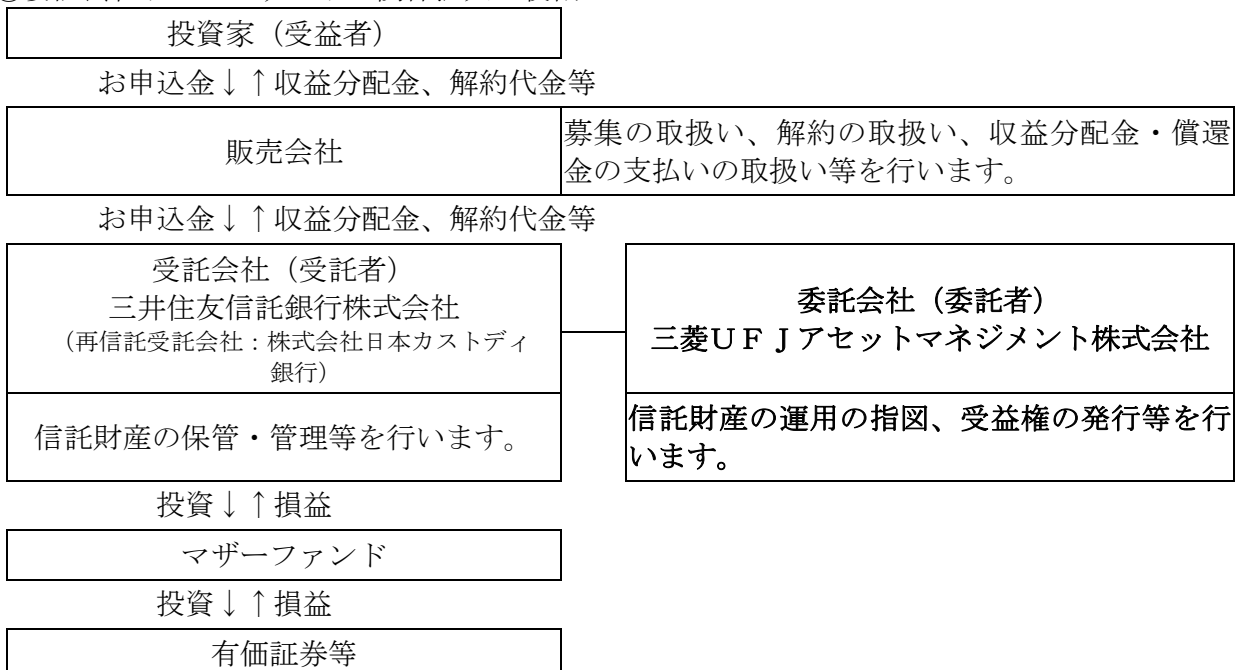 投資家（受益者）
お申込金↓↑収益分配金、解約代金等
販売会社
募集の取扱い、解約の取扱い、収益分配金・償還
金の支払いの取扱い等を行います。
お申込金↓↑収益分配金、解約代金等
受託会社（受託者）
三井住友信託銀行株式会社
（再信託受託会社：株式会社日本カストディ
銀行）
委託会社（委託者）
三菱ＵＦＪアセットマネジメント株式会社
信託財産の保管・管理等を行います。
信託財産の運用の指図、受益権の発行等を行
います。
投資↓↑損益
マザーファンド
投資↓↑損益
有価証券等